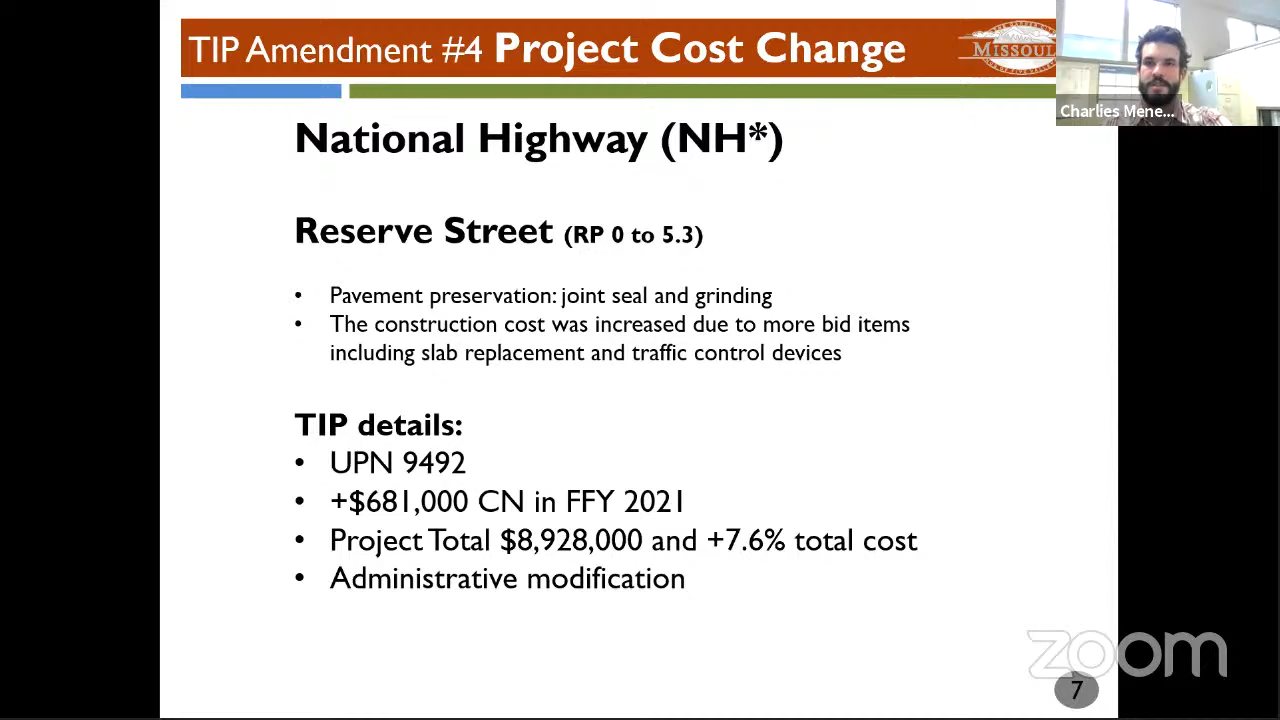 TIP Amendment #4 Project Cost Change
MISSOUL
Charlies Mene...
National Highway (NH*)
Reserve Street (RP 0 to 5.3)
• Pavement preservation: joint seal and grinding
• The construction cost was increased due to more bid items
including slab replacement and traffic control devices
TIP details:
• UPN 9492
• +$681,000 CN in FFY 2021
• Project Total $8,928,000 and +7.6% total cost
• Administrative modification
zoom
7